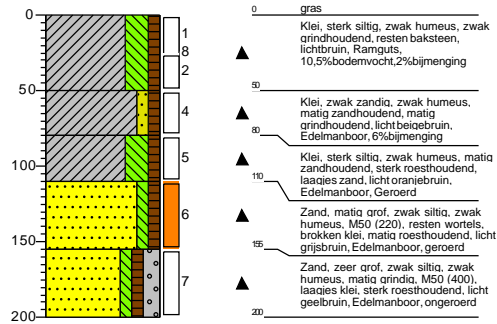 0
50
100
150
200
1
8
2
4
5
6
7
0 gras
Klei, sterk siltig, zwak humeus, zwak
grindhoudend, resten baksteen,
lichtbruin, Ramguts,
10,5%bodemvocht,2%bijmenging
50
Klei, zwak zandig, zwak humeus,
matig zandhoudend, matig
grindhoudend, licht beigebruin,
Edelmanboor, 6%bijmenging
80
Klei, sterk siltig, zwak humeus, matig
zandhoudend, sterk roesthoudend,
laagjes zand, licht oranjebruin,
Edelmanboor, Geroerd
110
Zand, matig grof, zwak siltig, zwak
humeus, M50 (220), resten wortels,
brokken klei, matig roesthoudend, licht
grijsbruin, Edelmanboor, geroerd
155
Zand, zeer grof, zwak siltig, zwak
humeus, matig grindig, M50 (400),
laagjes klei, sterk roesthoudend, licht
geelbruin, Edelmanboor, ongeroerd
200